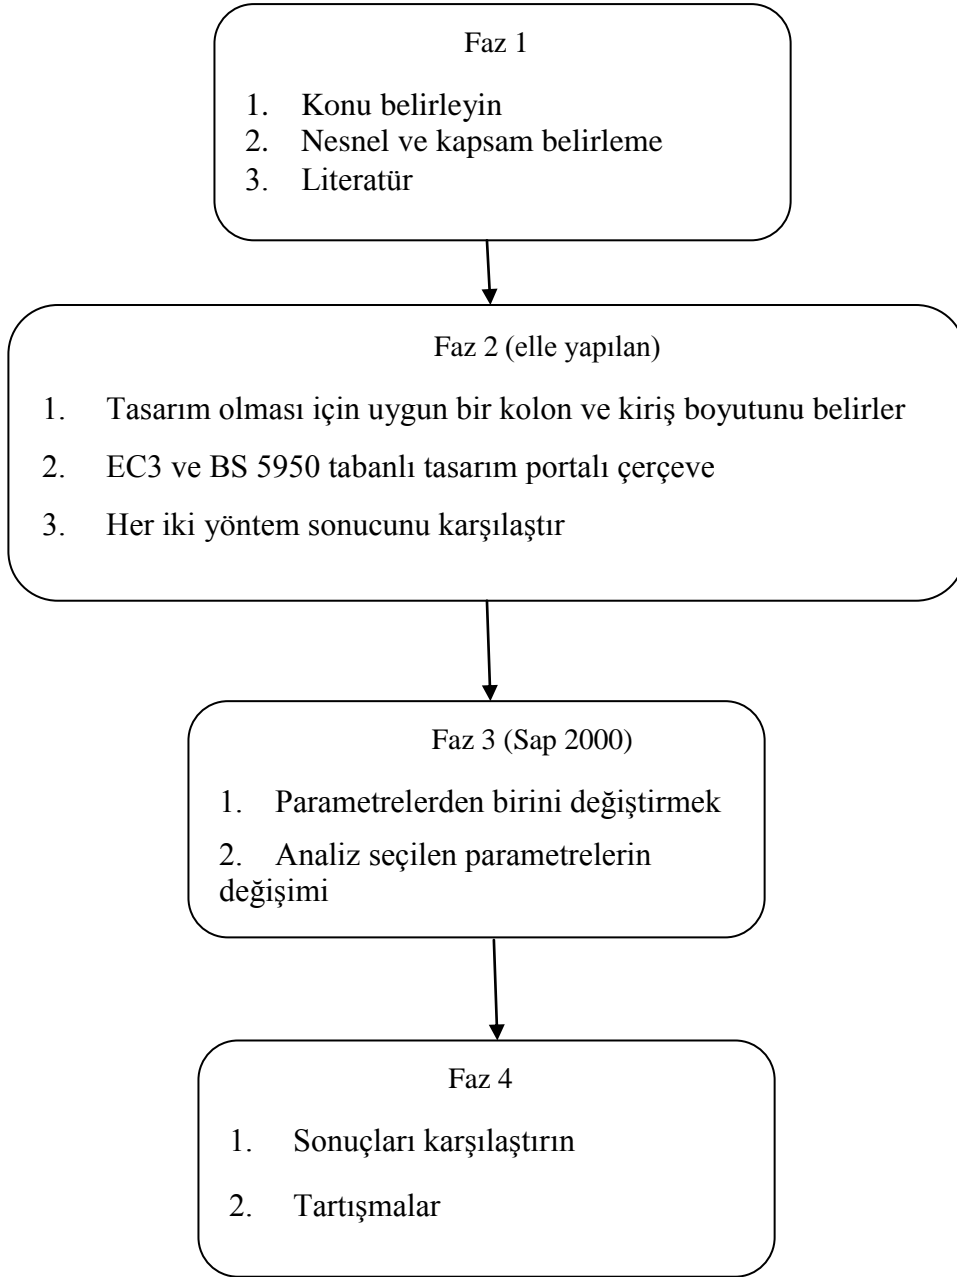 Faz 1
1. Konu belirleyin
2. Nesnel ve kapsam belirleme
3. Literatür
Faz 2 (elle yapılan)
1. Tasarım olması için uygun bir kolon ve kiriş boyutunu belirler
2. EC3 ve BS 5950 tabanlı tasarım portalı çerçeve
3. Her iki yöntem sonucunu karşılaştır
Faz 3 (Sap 2000)
1. Parametrelerden birini değiştirmek
2. Analiz seçilen parametrelerin
değişimi
Faz 4
1. Sonuçları karşılaştırın
2. Tartışmalar